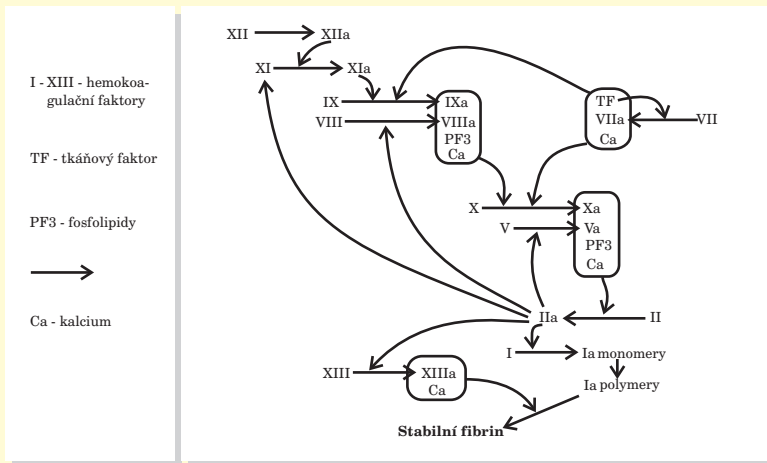 I - XIII - hemokoa-
gulační faktory
TF - tkáňový faktor
PF3 - fosfolipidy
Ca - kalcium
XII XIIa
XI XIa
IX IXa
VIII VIIIa
PF3
Ca
TF
VIIa VII
Ca
X Xa
V Va
PF3
Ca
IIa II
I Ia monomery
XIII XIIIa
Ca
Ia polymery
Stabilní fibrin